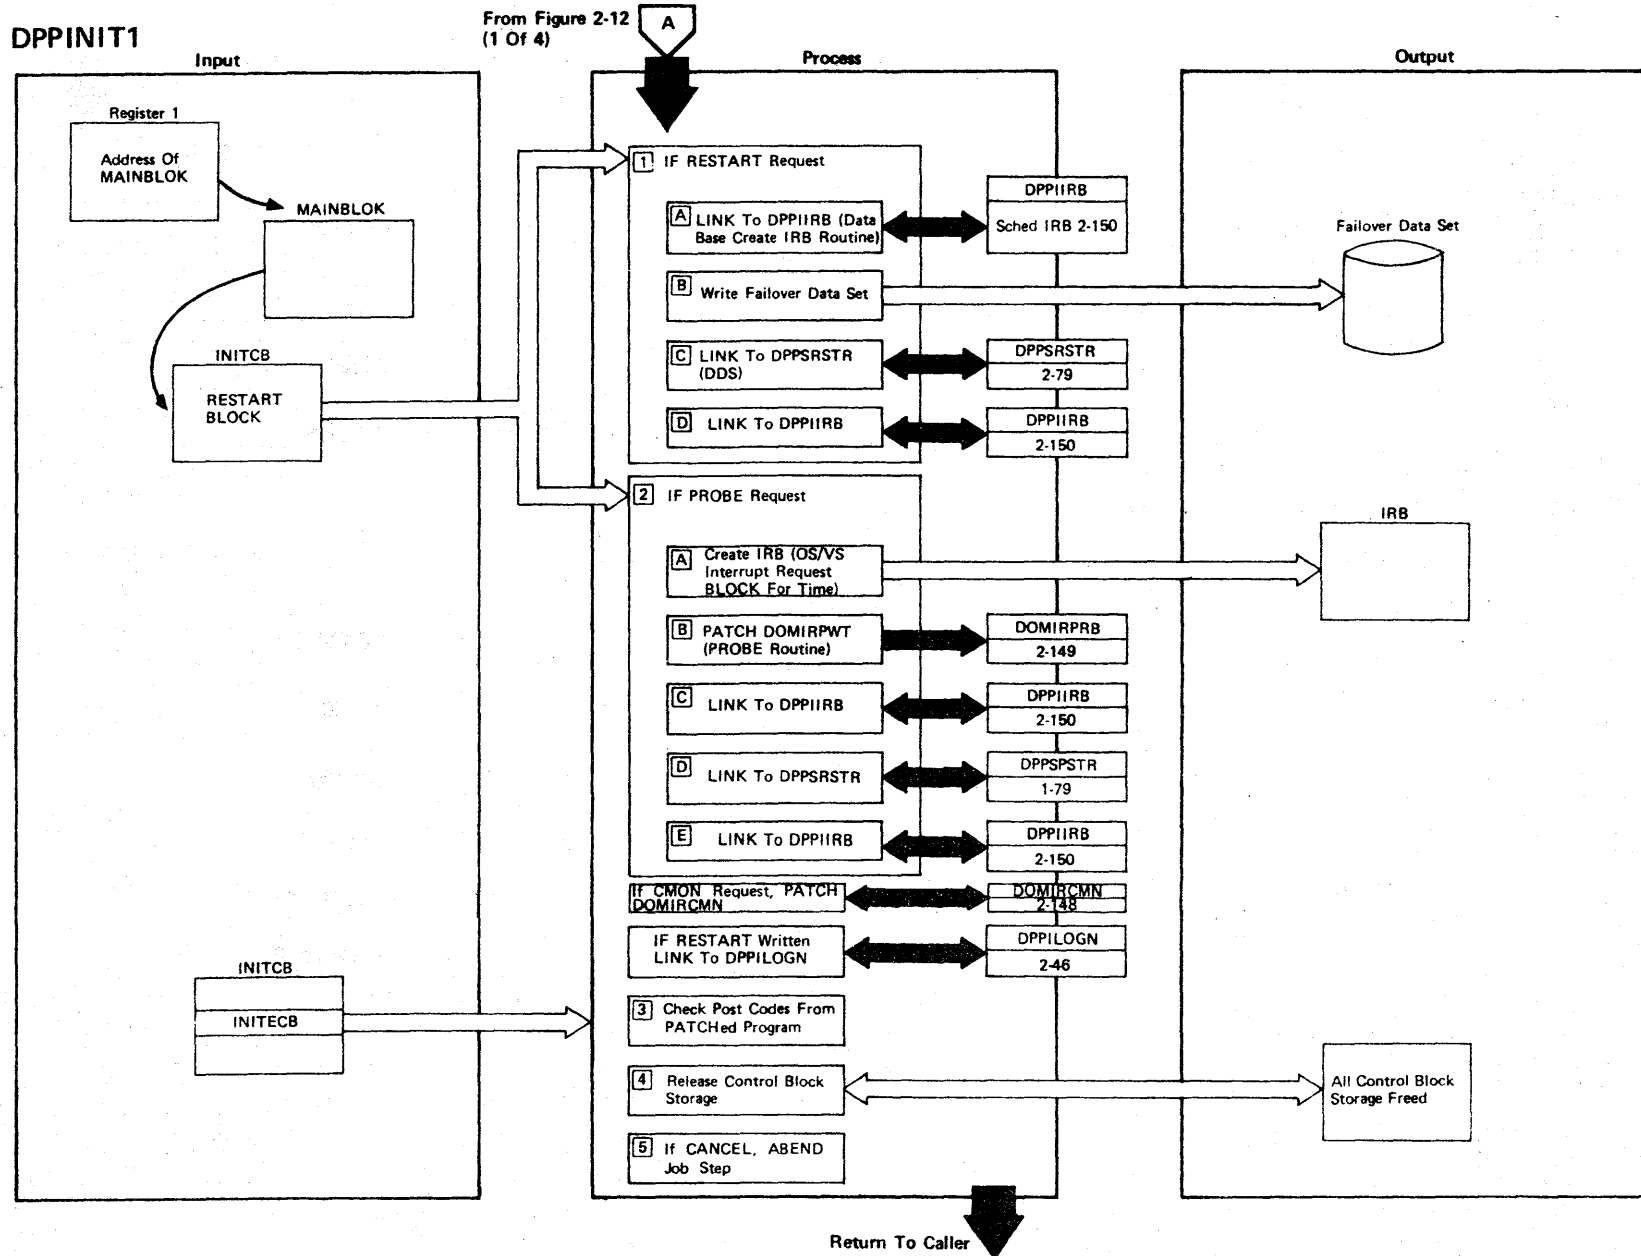 DPPINIT1
From Figure 2-12
(1 Of 4)
A
Input
Process
Output
Register 1
Address Of
MAINBLOK
MAINBLOK
INITCB
RESTART
BLOCK
INITCB
INITECB
1 IF RESTART Request
A LINK To DPPIIRB (Data
Base Create IRB Routine)
DPPIIRB
Sched IRB 2-150
B Write Failover Data Set
Failover Data Set
C LINK To DPPSRSTR
(DDS)
DPPSRSTR
2-79
D LINK To DPPIIRB
DPPIIRB
2-150
2 IF PROBE Request
A Create IRB (OS/VS
Interrupt Request
BLOCK For Time)
IRB
B PATCH DOMIRPWT
(PROBE Routine)
DOMIRPRB
2-149
C LINK To DPPIIRB
DPPIIRB
2-150
D LINK To DPPSRSTR
DPPSPSTR
1-79
E LINK To DPPIIRB
DPPIIRB
2-150
If CMON Request, PATCH
DOMIRCMN
DOMIRCMN
2-148
IF RESTART Written
LINK To DPPILOGN
DPPILOGN
2-46
3 Check Post Codes From
PATCHed Program
4 Release Control Block
Storage
All Control Block
Storage Freed
5 If CANCEL, ABEND
Job Step
Return To Caller